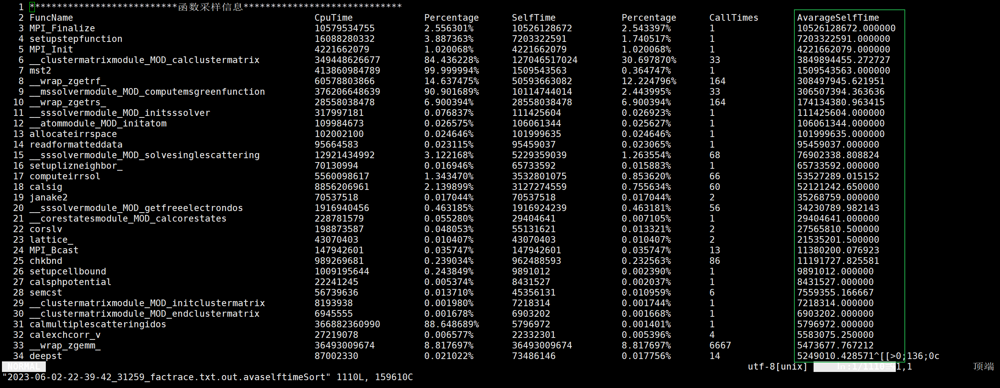 1 ***************************函数采样信息*****************************
2 FuncName CpuTime Percentage SelfTime Percentage CallTimes AvarageSelfTime
3 MPI_Finalize 10579534755 2.556301% 10526128672 2.543397% 1 10526128672.000000
4 setupstepfunction 16088280332 3.887363% 7203322591 1.740517% 1 7203322591.000000
5 MPI_Init 4221662079 1.020068% 4221662079 1.020068% 1 4221662079.000000
6 __clustermatrixmodule_MOD_calclustermatrix 349448626677 84.436228% 127046517024 30.697870% 33 3849894455.272727
7 mst2 413860984789 99.999994% 1509543563 0.364747% 1 1509543563.000000
8 __wrap_zgetrf_ 60578803866 14.637475% 50593663082 12.224796% 164 308497945.621951
9 __mssolvermodule_MOD_computemsgreenfunction 376206648639 90.901689% 10114744014 2.443995% 33 306507394.363636
10 __wrap_zgetrs_ 28558038478 6.900394% 28558038478 6.900394% 164 174134380.963415
11 __sssolvermodule_MOD_initsssolver 317997181 0.076837% 111425604 0.026923% 1 111425604.000000
12 __atommodule_MOD_initatom 109984673 0.026575% 106061344 0.025627% 1 106061344.000000
13 allocateirrspace 102002100 0.024646% 101999635 0.024646% 1 101999635.000000
14 readformatteddata 95664583 0.023115% 95459037 0.023065% 1 95459037.000000
15 __sssolvermodule_MOD_solvesinglescattering 12921434992 3.122168% 5229359039 1.263554% 68 76902338.808824
16 setuplizneighbor_ 70130994 0.016946% 65733592 0.015883% 1 65733592.000000
17 computeirrsol 5560098617 1.343470% 3532801075 0.853620% 66 53527289.015152
18 calsig 8856206961 2.139899% 3127274559 0.755634% 60 52121242.650000
19 janake2 70537518 0.017044% 70537518 0.017044% 2 35268759.000000
20 __sssolvermodule_MOD_getfreeelectrondos 1916940456 0.463185% 1916924239 0.463181% 56 34230789.982143
21 __corestatesmodule_MOD_calcorestates 228781579 0.055280% 29404641 0.007105% 1 29404641.000000
22 corslv 198873587 0.048053% 55131621 0.013321% 2 27565810.500000
23 lattice_ 43070403 0.010407% 43070403 0.010407% 2 21535201.500000
24 MPI_Bcast 147942601 0.035747% 147942601 0.035747% 13 11380200.076923
25 chkbnd 989269681 0.239034% 962488593 0.232563% 86 11191727.825581
26 setupcellbound 1009195644 0.243849% 9891012 0.002390% 1 9891012.000000
27 calsphpotential 22241245 0.005374% 8431527 0.002037% 1 8431527.000000
28 semcst 56739636 0.013710% 45356131 0.010959% 6 7559355.166667
29 __clustermatrixmodule_MOD_initclustermatrix 8193938 0.001980% 7218314 0.001744% 1 7218314.000000
30 __clustermatrixmodule_MOD_endclustermatrix 6945555 0.001678% 6903202 0.001668% 1 6903202.000000
31 calmultiplescatteringidos 366882360990 88.648689% 5796972 0.001401% 1 5796972.000000
32 calexchcorr_v 27219078 0.006577% 22332301 0.005396% 4 5583075.250000
33 __wrap_zgemm_ 36493009674 8.817697% 36493009674 8.817697% 6667 5473677.767212
34 deepst 87002330 0.021022% 73486146 0.017756% 14 5249010.428571^[[>0;136;0c
NORMAL utf-8[unix] ln:1/1110 1,1 顶端
"2023-06-02-22-39-42_31259_factrace.txt.out.avaselftimeSort" 1110L, 159610C